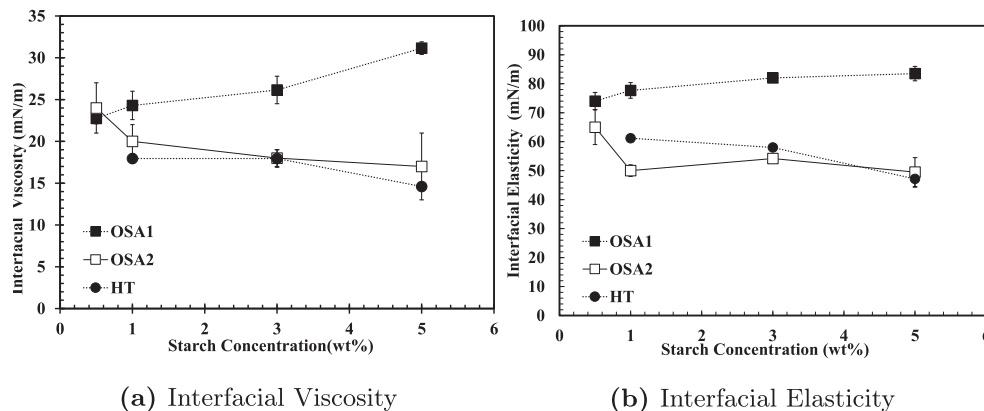 35
30
25
20
15
10
5
0
Interfacial Viscosity (mN/m)
OSA1
OSA2
HT
0 1 2 3 4 5 6
Starch Concentration(wt%)
(a) Interfacial Viscosity
100
90
80
70
60
50
40
30
20
10
0
Interfacial Elasticity (mN/m)
OSA1
OSA2
HT
0 1 2 3 4 5 6
Starch Concentration (wt%)
(b) Interfacial Elasticity